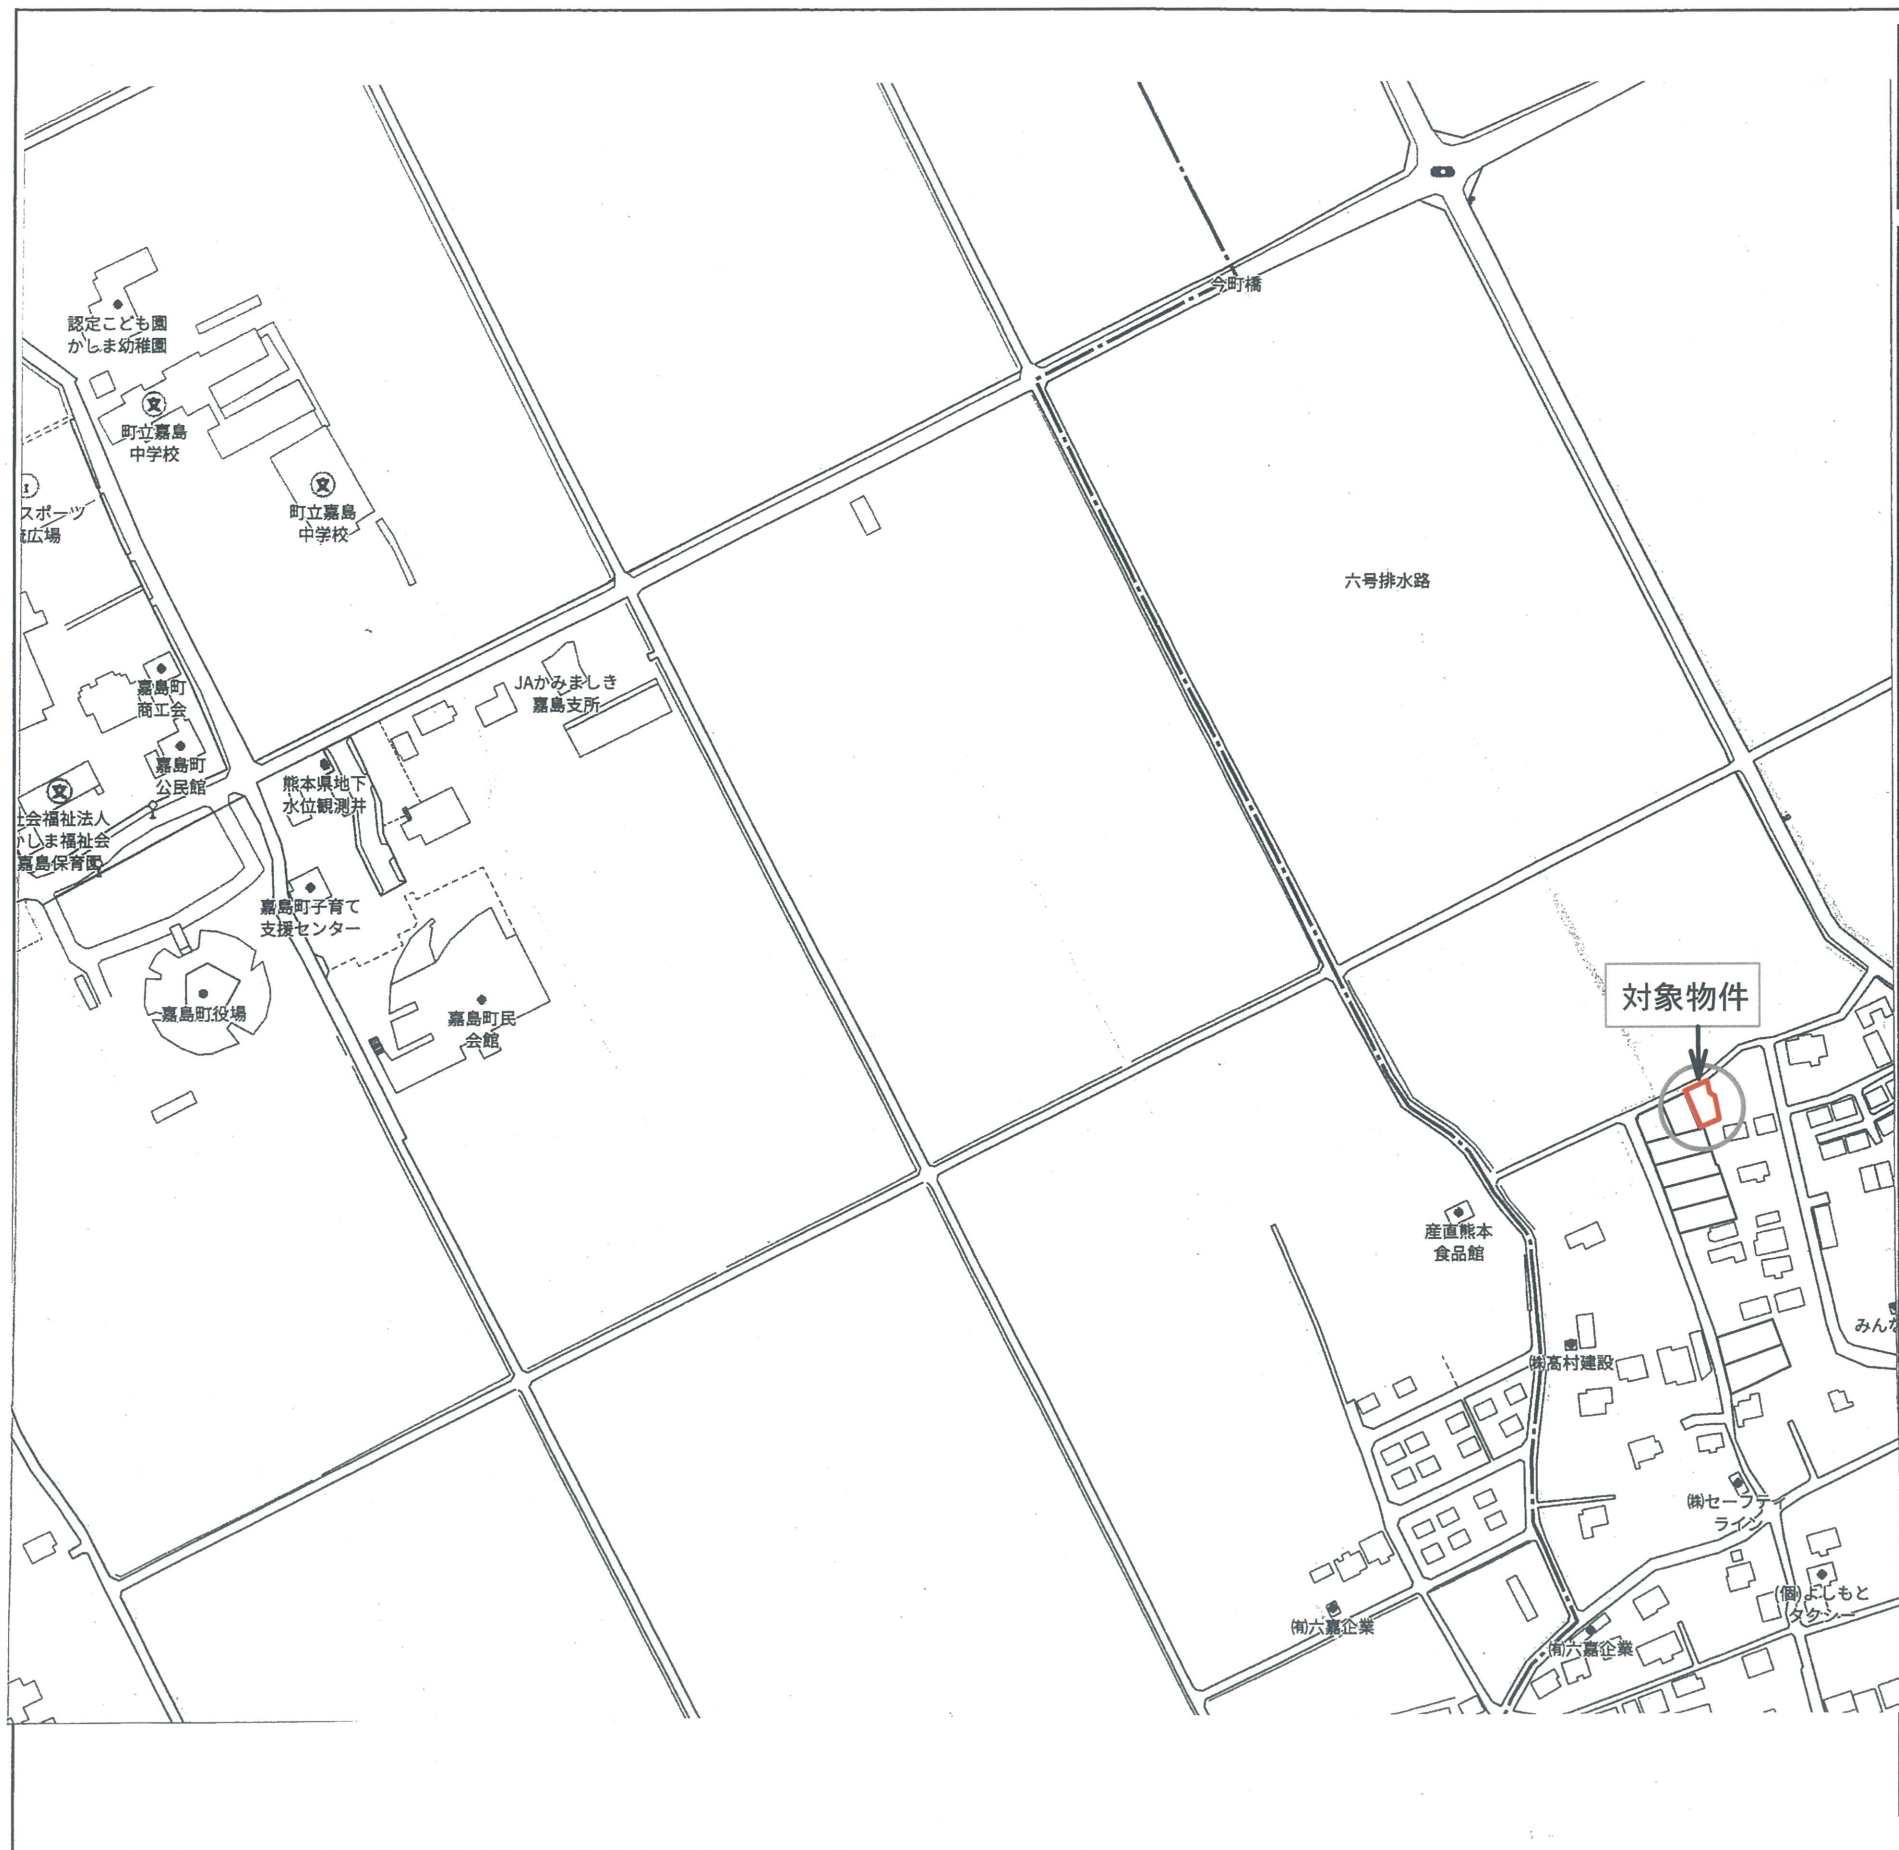 今町橋
認定こども園
かしま幼稚園
町立嘉島
中学校
町立嘉島
中学校
スポーツ
広場
六号排水路
JAかみましき
嘉島支所
嘉島町
商工会
嘉島町
公民館
熊本県地下
水位観測井
会福祉法人
しま福祉会
嘉島保育園
嘉島町子育て
支援センター
嘉島町役場
嘉島町民
会館
対象物件
産直熊本
食品館
みんな
㈱高村建設
㈱セーフティ
ライン
(個)よしもと
タクシー
㈲六嘉企業
㈲六嘉企業